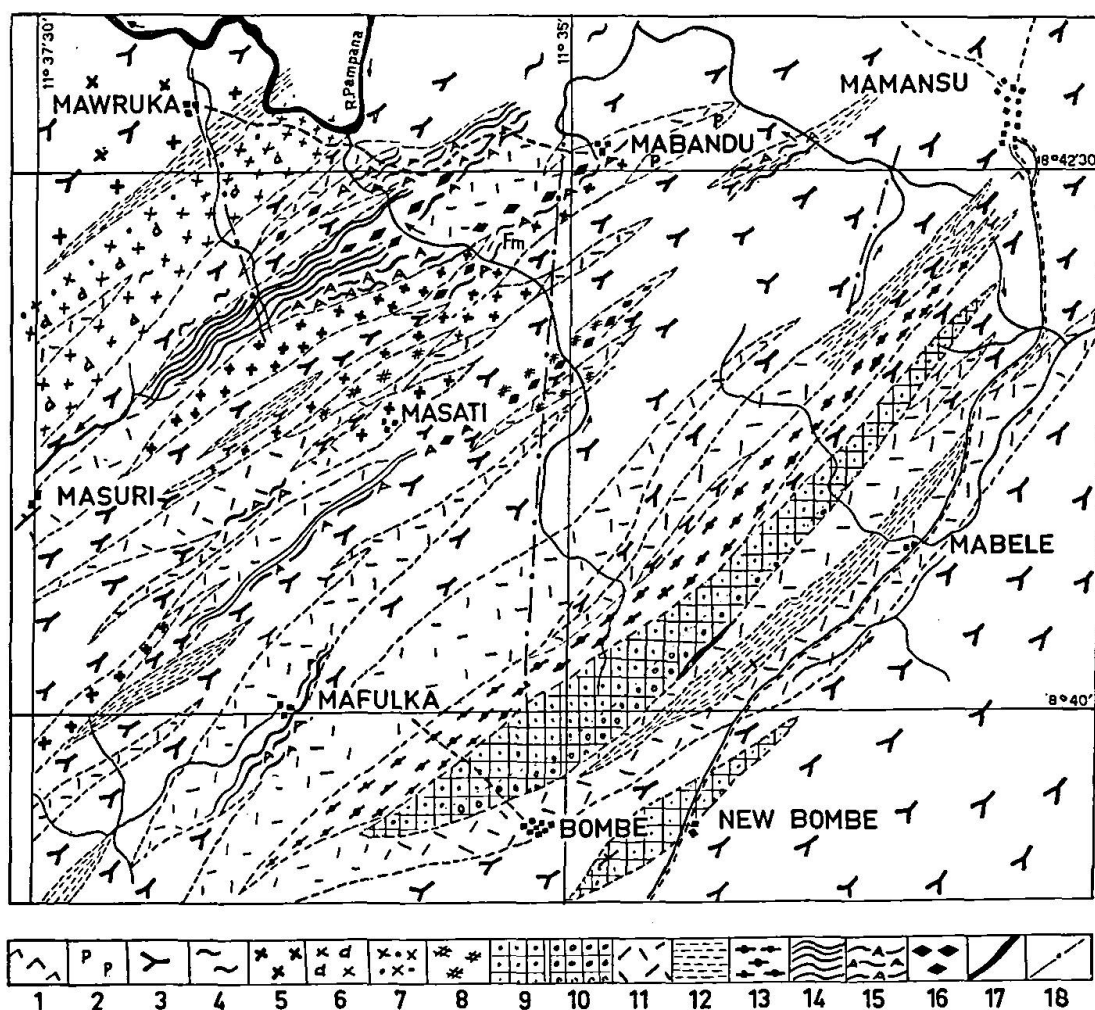 11° 37'30"
R. Pampana
11° 35'
MAMANSU
MAWRUKA
P
MABANDU
P
8° 42'30
Fm
MASATI
MASURI
MABELE
MAFULKA
8° 40'
BOMBE
NEW BOMBE
P
P
1 2 3 4 5 6 7 8 9 10 11 12 13 14 15 16 17 18